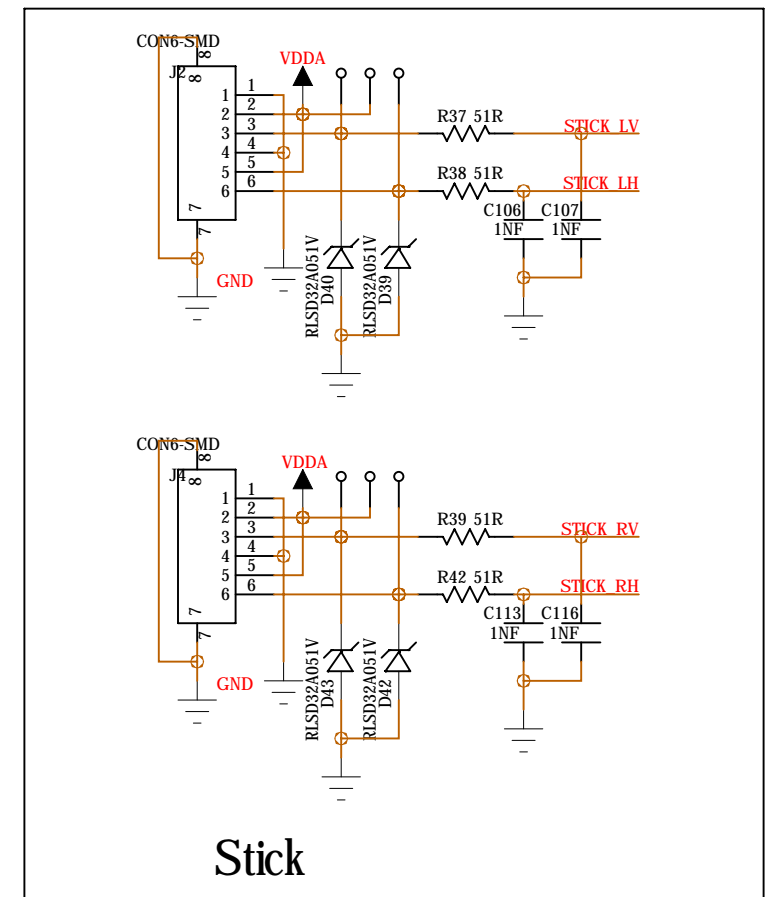 CON6-SMD
J2
8
8
VDDA
1
1
2
2
3
3
4
4
5
5
6
6
7
7
R37 51R
STICK_LV
R38 51R
STICK_LH
C106
1NF
C107
1NF
GND
RLSD32A051V
D40
RLSD32A051V
D39
CON6-SMD
J4
8
8
VDDA
1
1
2
2
3
3
4
4
5
5
6
6
7
7
R39 51R
STICK_RV
R42 51R
STICK_RH
C113
1NF
C116
1NF
GND
RLSD32A051V
D43
RLSD32A051V
D42
Stick